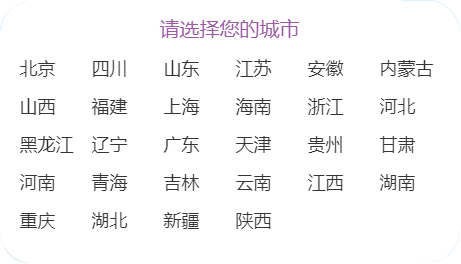 请选择您的城市
北京 四川 山东 江苏 安徽 内蒙古
山西 福建 上海 海南 浙江 河北
黑龙江 辽宁 广东 天津 贵州 甘肃
河南 青海 吉林 云南 江西 湖南
重庆 湖北 新疆 陕西